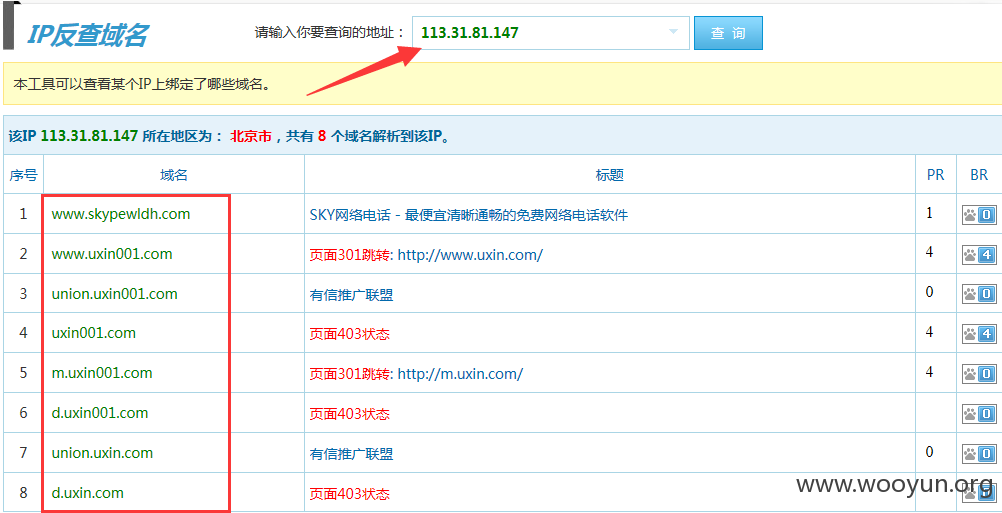 IP反查域名
请输入你要查询的地址：
113.31.81.147
查 询
本工具可以查看某个IP上绑定了哪些域名。
该IP 113.31.81.147 所在地区为： 北京市，共有 8 个域名解析到该IP。
序号 域名 标题 PR BR
1 www.skypewldh.com SKY网络电话 - 最便宜清晰通畅的免费网络电话软件 1 0
2 www.uxin001.com 页面301跳转: http://www.uxin.com/ 4 4
3 union.uxin001.com 有信推广联盟 0 0
4 uxin001.com 页面403状态 4 4
5 m.uxin001.com 页面301跳转: http://m.uxin.com/ 4 0
6 d.uxin001.com 页面403状态 0
7 union.uxin.com 有信推广联盟 0 0
8 d.uxin.com 页面403状态
www.wooyun.org